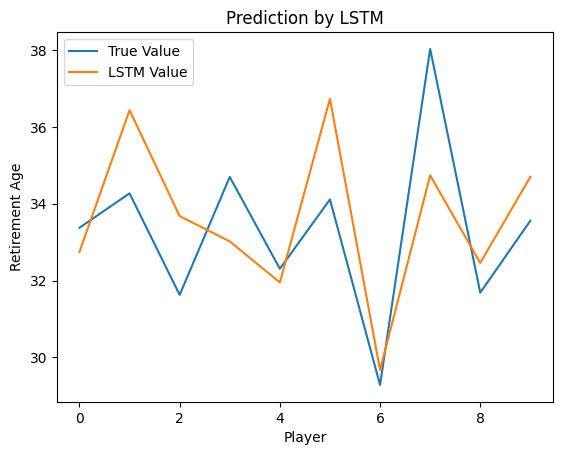 Prediction by LSTM
True Value
LSTM Value
38
36
34
32
30
Retirement Age
0
2
4
6
8
Player